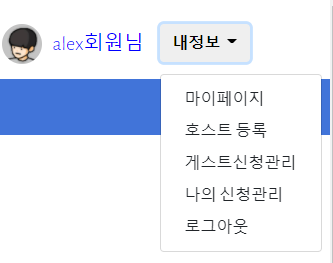 alex회원님 내정보
마이페이지
호스트 등록
게스트신청관리
나의 신청관리
로그아웃